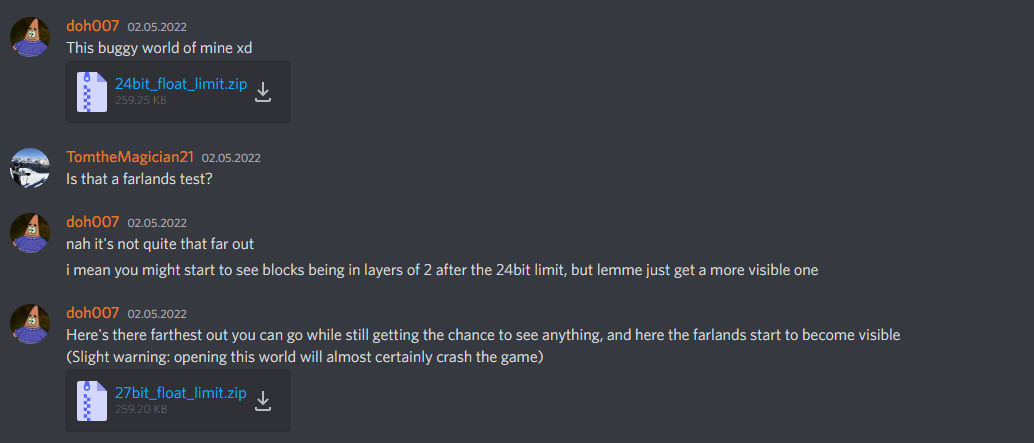 doh007 02.05.2022
This buggy world of mine xd
24bit_float_limit.zip
259.25 KB
TomtheMagician21 02.05.2022
Is that a farlands test?
doh007 02.05.2022
nah it's not quite that far out
i mean you might start to see blocks being in layers of 2 after the 24bit limit, but lemme just get a more visible one
doh007 02.05.2022
Here's there farthest out you can go while still getting the chance to see anything, and here the farlands start to become visible
(Slight warning: opening this world will almost certainly crash the game)
27bit_float_limit.zip
259.20 KB